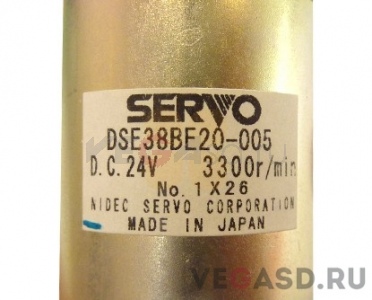 SERVO
DSE38BE20-005
D.C. 24V 3300r/min
No. 1X26
NIDEC SERVO CORPORATION
MADE IN JAPAN
VEGASD.RU